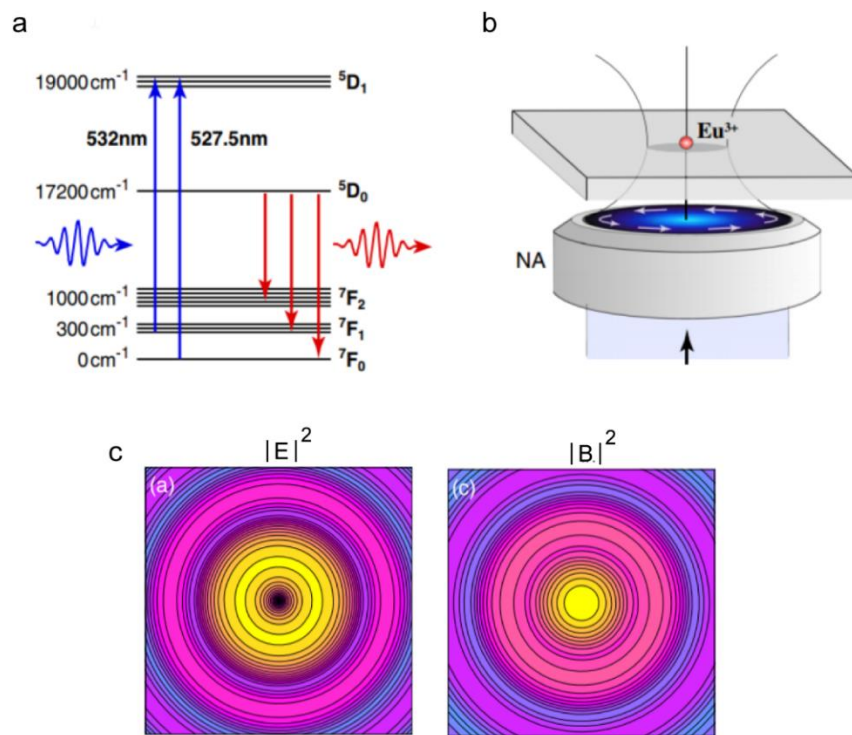 a
19000 cm⁻¹
⁵D₁
532nm
527.5nm
17200 cm⁻¹
⁵D₀
1000 cm⁻¹
⁷F₂
300 cm⁻¹
⁷F₁
0 cm⁻¹
⁷F₀
b
Eu³⁺
NA
c
|E|²
|B.|²
(a)
(c)